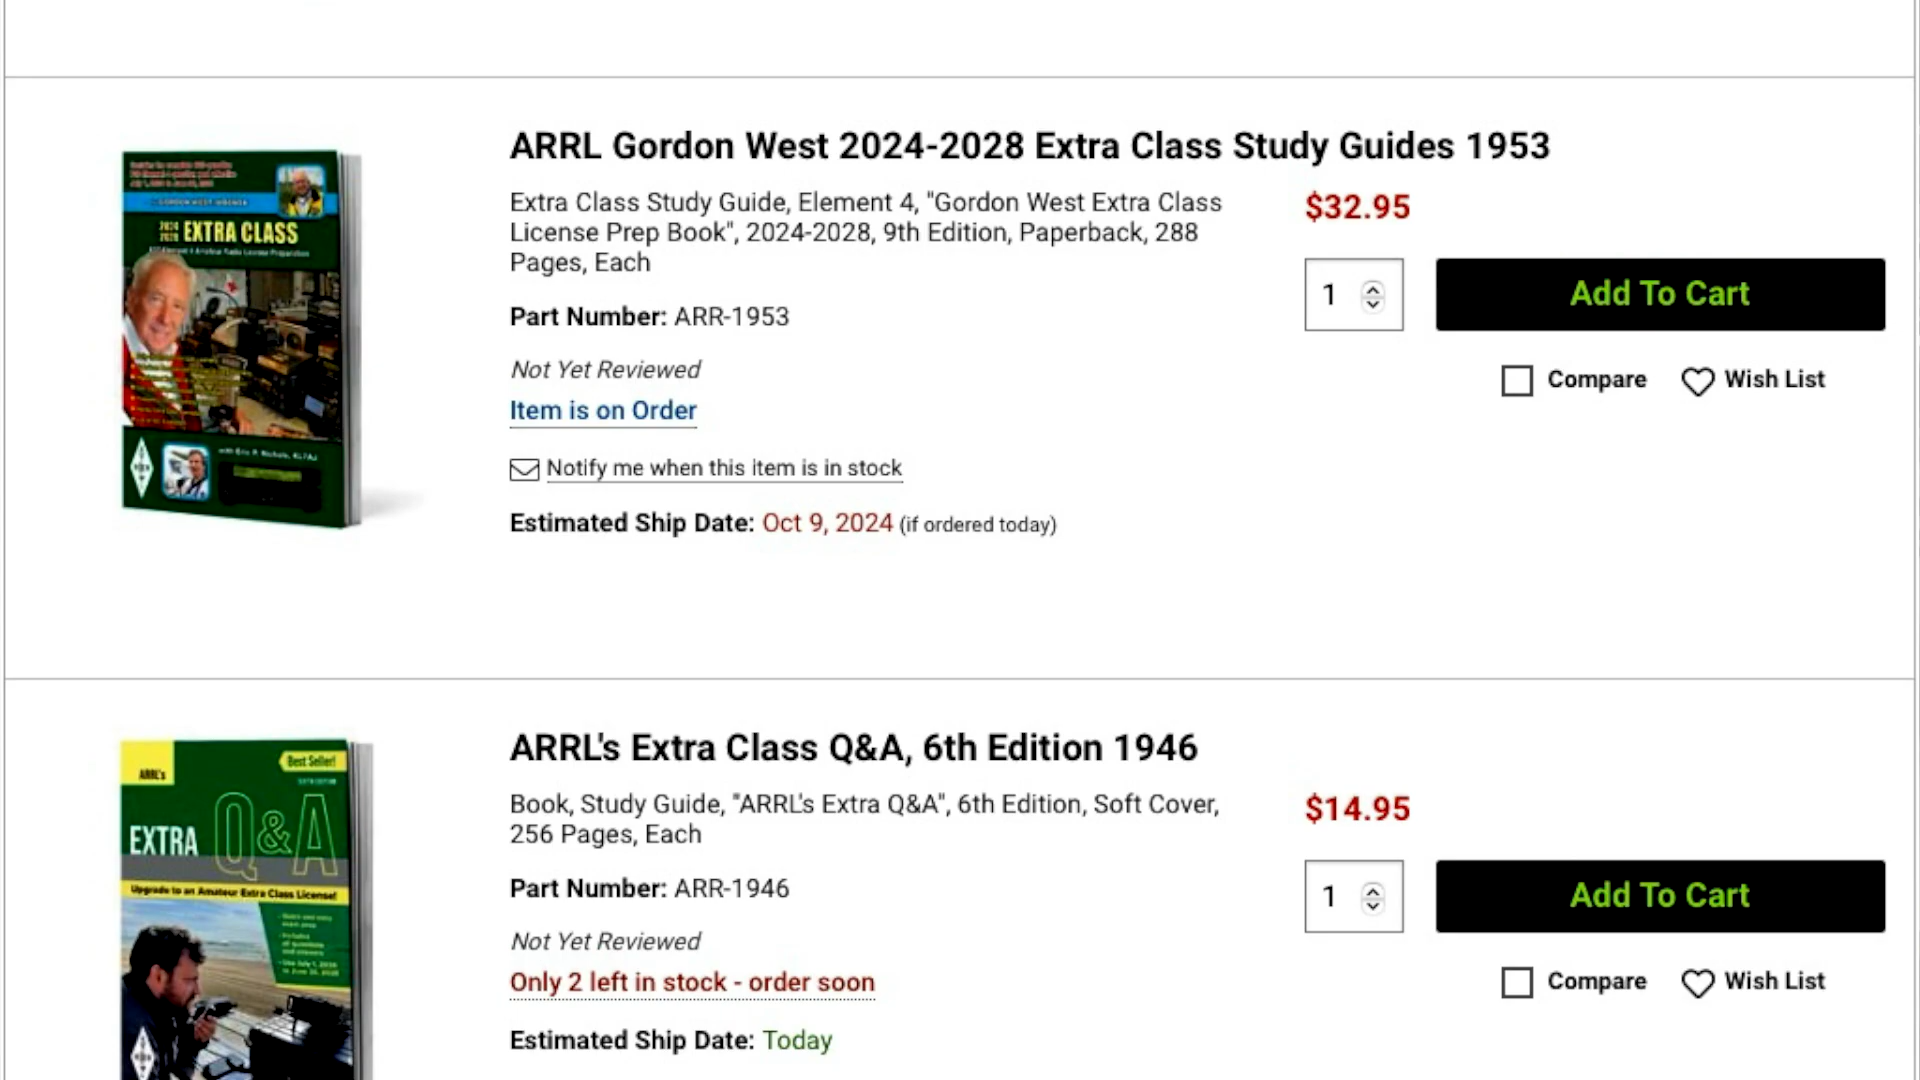 ARRL Gordon West 2024-2028 Extra Class Study Guides 1953
Extra Class Study Guide, Element 4, "Gordon West Extra Class
License Prep Book", 2024-2028, 9th Edition, Paperback, 288
Pages, Each
$32.95
1
Add To Cart
Part Number: ARR-1953
Compare
Wish List
Not Yet Reviewed
Item is on Order
Notify me when this item is in stock
Estimated Ship Date: Oct 9, 2024 (if ordered today)
2024
2028
EXTRA CLASS
ARRL's Extra Class Q&A, 6th Edition 1946
Book, Study Guide, "ARRL's Extra Q&A", 6th Edition, Soft Cover,
256 Pages, Each
$14.95
1
Add To Cart
Part Number: ARR-1946
Not Yet Reviewed
Only 2 left in stock - order soon
Compare
Wish List
Estimated Ship Date: Today
ARRL's
Best Seller!
EXTRA Q&A
Upgrade to an Amateur Extra Class License!